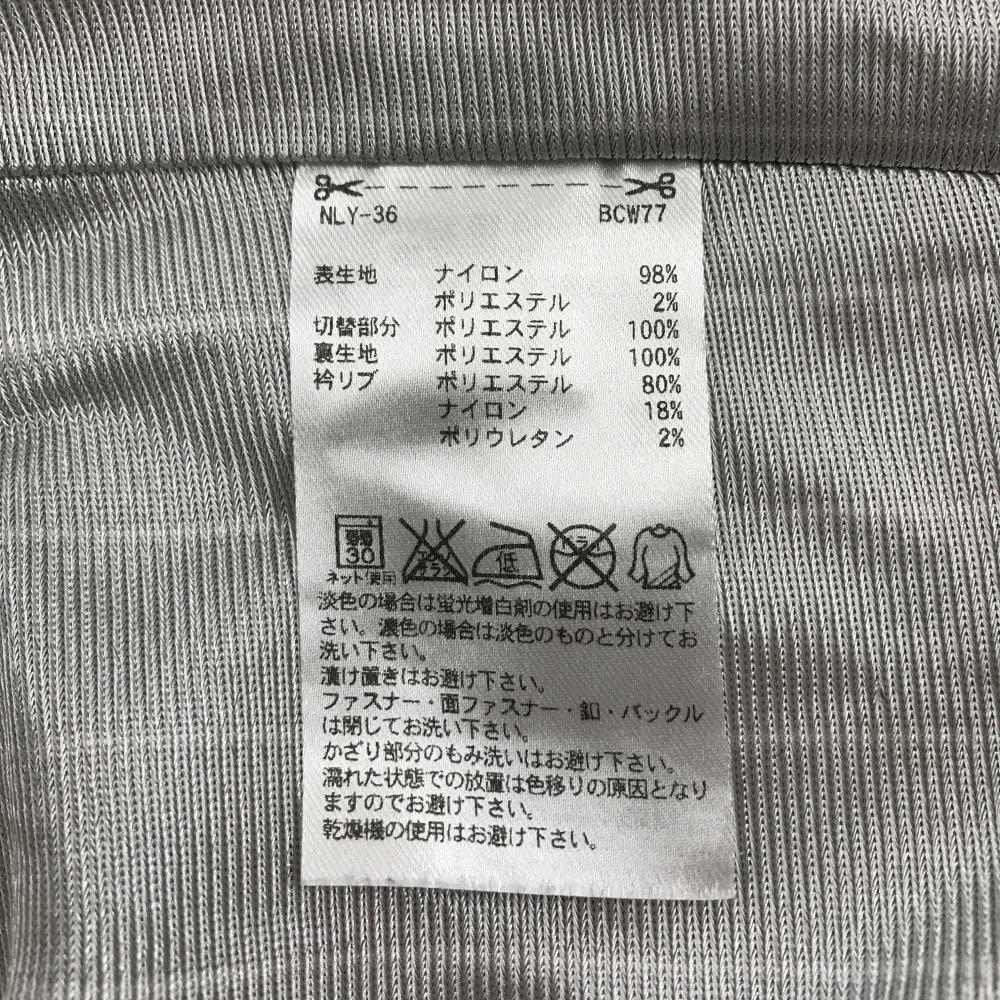 NLY-36 BCW77
表生地 ナイロン 98%
ポリエステル 2%
切替部分 ポリエステル 100%
裏生地 ポリエステル 100%
衿リブ ポリエステル 80%
ナイロン 18%
ポリウレタン 2%
30 低
ネット使用
淡色の場合は蛍光増白剤の使用はお避け下
さい。濃色の場合は淡色のものと分けてお
洗い下さい。
漬け置きはお避け下さい。
ファスナー・面ファスナー・釦・バックル
は閉じてお洗い下さい。
かざり部分のもみ洗いはお避け下さい。
濡れた状態での放置は色移りの原因となり
ますのでお避け下さい。
乾燥機の使用はお避け下さい。